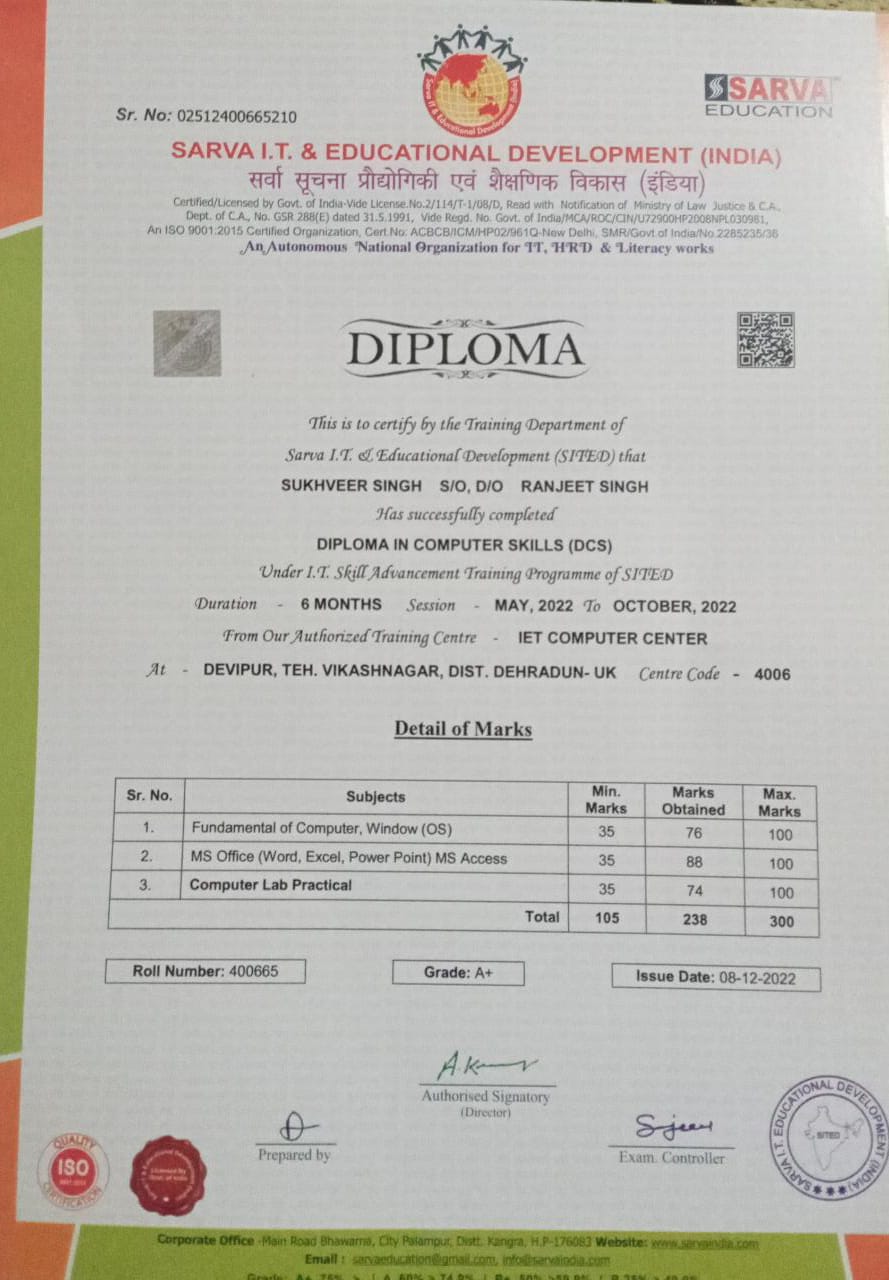 Sr. No: 02512400665210
SARVA
EDUCATION
Sarva IT & Educational Development (India)
SARVA I.T. & EDUCATIONAL DEVELOPMENT (INDIA)
सर्वा सूचना प्रौद्योगिकी एवं शैक्षणिक विकास (इंडिया)
Certified/Licensed by Govt. of India-Vide License.No.2/114/T-1/08/D, Read with Notification of Ministry of Law Justice & C.A.,
Dept. of C.A., No. GSR 288(E) dated 31.5.1991, Vide Regd. No. Govt. of India/MCA/ROC/CIN/U72900HP2008NPL030981,
An ISO 9001:2015 Certified Organization, Cert.No: ACBCB/ICM/HP02/961Q-New Delhi, SMR/Govt.of India/No.2285235/36
An Autonomous National Organization for IT, HRD & Literacy works
DIPLOMA
This is to certify by the Training Department of
Sarva I.T. & Educational Development (SITED) that
SUKHVEER SINGH S/O, D/O RANJEET SINGH
Has successfully completed
DIPLOMA IN COMPUTER SKILLS (DCS)
Under I.T. Skill Advancement Training Programme of SITED
Duration - 6 MONTHS Session - MAY, 2022 To OCTOBER, 2022
From Our Authorized Training Centre - IET COMPUTER CENTER
At - DEVIPUR, TEH. VIKASHNAGAR, DIST. DEHRADUN- UK Centre Code - 4006
Detail of Marks
Sr. No. Subjects Min. Marks Marks Obtained Max. Marks
1. Fundamental of Computer, Window (OS) 35 76 100
2. MS Office (Word, Excel, Power Point) MS Access 35 88 100
3. Computer Lab Practical 35 74 100
Total 105 238 300
Roll Number: 400665 Grade: A+ Issue Date: 08-12-2022
Authorised Signatory
(Director)
Prepared by
Exam. Controller
QUALITY
ISO
CERTIFICATION
Licensed by
Govt. of India
SARVA I.T. EDUCATIONAL DEVELOPMENT (INDIA)
SITED
Corporate Office -Main Road Bhawarna, City Palampur, Distt. Kangra, H.P-176083 Website: www.sarvaindia.com
Email : sarvaeducation@gmail.com, info@sarvaindia.com